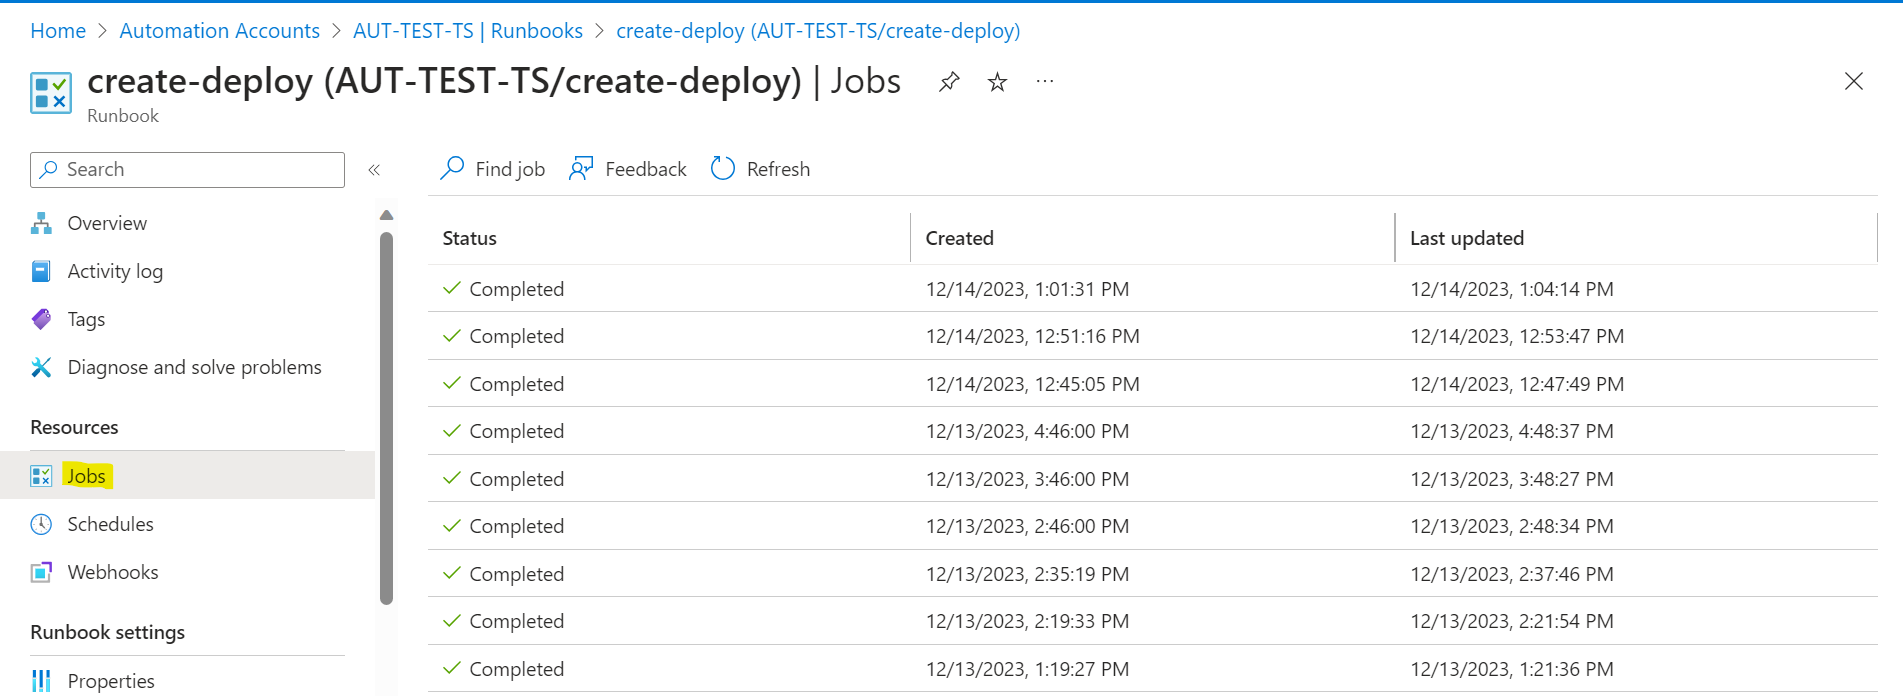 Home > Automation Accounts > AUT-TEST-TS | Runbooks > create-deploy (AUT-TEST-TS/create-deploy)
create-deploy (AUT-TEST-TS/create-deploy) | Jobs
Runbook
Search
Overview
Activity log
Tags
Diagnose and solve problems
Resources
Jobs
Schedules
Webhooks
Runbook settings
Properties
Find job Feedback Refresh
Status Created Last updated
Completed 12/14/2023, 1:01:31 PM 12/14/2023, 1:04:14 PM
Completed 12/14/2023, 12:51:16 PM 12/14/2023, 12:53:47 PM
Completed 12/14/2023, 12:45:05 PM 12/14/2023, 12:47:49 PM
Completed 12/13/2023, 4:46:00 PM 12/13/2023, 4:48:37 PM
Completed 12/13/2023, 3:46:00 PM 12/13/2023, 3:48:27 PM
Completed 12/13/2023, 2:46:00 PM 12/13/2023, 2:48:34 PM
Completed 12/13/2023, 2:35:19 PM 12/13/2023, 2:37:46 PM
Completed 12/13/2023, 2:19:33 PM 12/13/2023, 2:21:54 PM
Completed 12/13/2023, 1:19:27 PM 12/13/2023, 1:21:36 PM